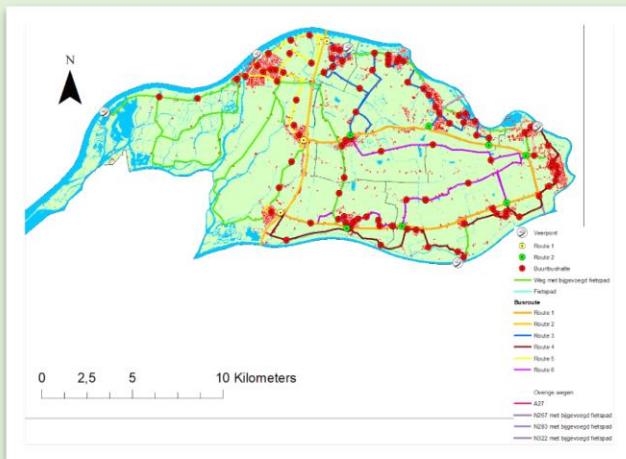 N
Veerpont
Route 1
Route 2
Buurtbushalte
Weg met bijgevoegd fietspad
Fietspad
Busroute
Route 1
Route 2
Route 3
Route 4
Route 5
Route 6
Overige wegen
A27
N267 met bijgevoegd fietspad
N283 met bijgevoegd fietspad
N322 met bijgevoegd fietspad
0 2,5 5 10 Kilometers